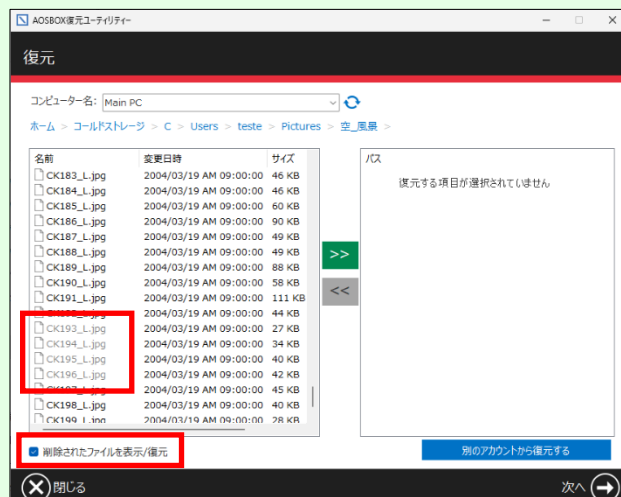 AOSBOX復元ユーティリティー
復元
コンピューター名: Main PC
ホーム > コールドストレージ > C > Users > teste > Pictures > 空_風景 >
名前 変更日時 サイズ
CK183_L.jpg 2004/03/19 AM 09:00:00 46 KB
CK184_L.jpg 2004/03/19 AM 09:00:00 46 KB
CK185_L.jpg 2004/03/19 AM 09:00:00 60 KB
CK186_L.jpg 2004/03/19 AM 09:00:00 90 KB
CK187_L.jpg 2004/03/19 AM 09:00:00 49 KB
CK188_L.jpg 2004/03/19 AM 09:00:00 49 KB
CK189_L.jpg 2004/03/19 AM 09:00:00 88 KB
CK190_L.jpg 2004/03/19 AM 09:00:00 58 KB
CK191_L.jpg 2004/03/19 AM 09:00:00 111 KB
CK192_L.jpg 2004/03/19 AM 09:00:00 44 KB
CK193_L.jpg 2004/03/19 AM 09:00:00 27 KB
CK194_L.jpg 2004/03/19 AM 09:00:00 34 KB
CK195_L.jpg 2004/03/19 AM 09:00:00 40 KB
CK196_L.jpg 2004/03/19 AM 09:00:00 42 KB
CK197_L.jpg 2004/03/19 AM 09:00:00 45 KB
CK198_L.jpg 2004/03/19 AM 09:00:00 40 KB
CK199_L.jpg 2004/03/19 AM 09:00:00 28 KB
>>
<<
パス
復元する項目が選択されていません
削除されたファイルを表示/復元
別のアカウントから復元する
閉じる
次へ